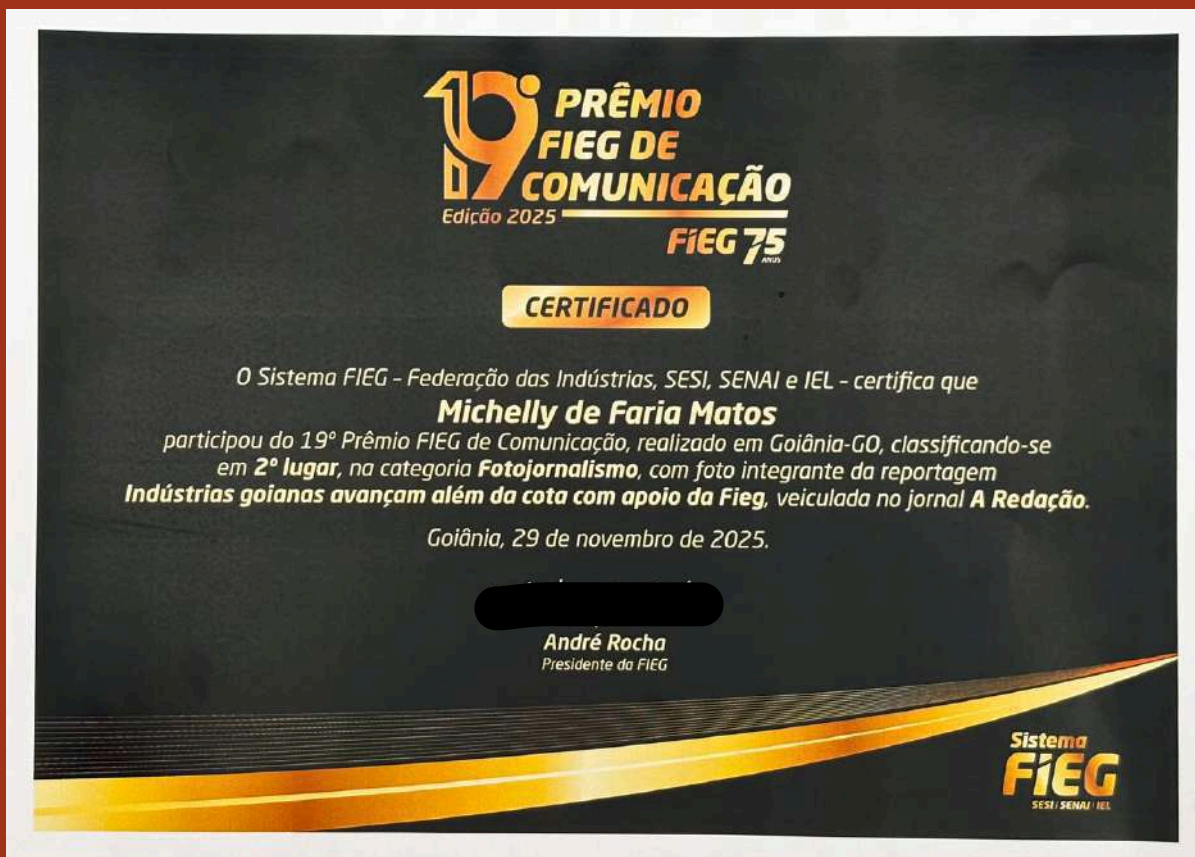 19º PRÊMIO
FIEG DE
COMUNICAÇÃO
Edição 2025
FIEG 75
ANOS
CERTIFICADO
O Sistema FIEG – Federação das Indústrias, SESI, SENAI e IEL – certifica que
Michelly de Faria Matos
participou do 19º Prêmio FIEG de Comunicação, realizado em Goiânia-GO, classificando-se
em 2º lugar, na categoria Fotojornalismo, com foto integrante da reportagem
Indústrias goianas avançam além da cota com apoio da Fieg, veiculada no jornal A Redação.
Goiânia, 29 de novembro de 2025.
André Rocha
Presidente da FIEG
Sistema
FIEG
SESI / SENAI / IEL